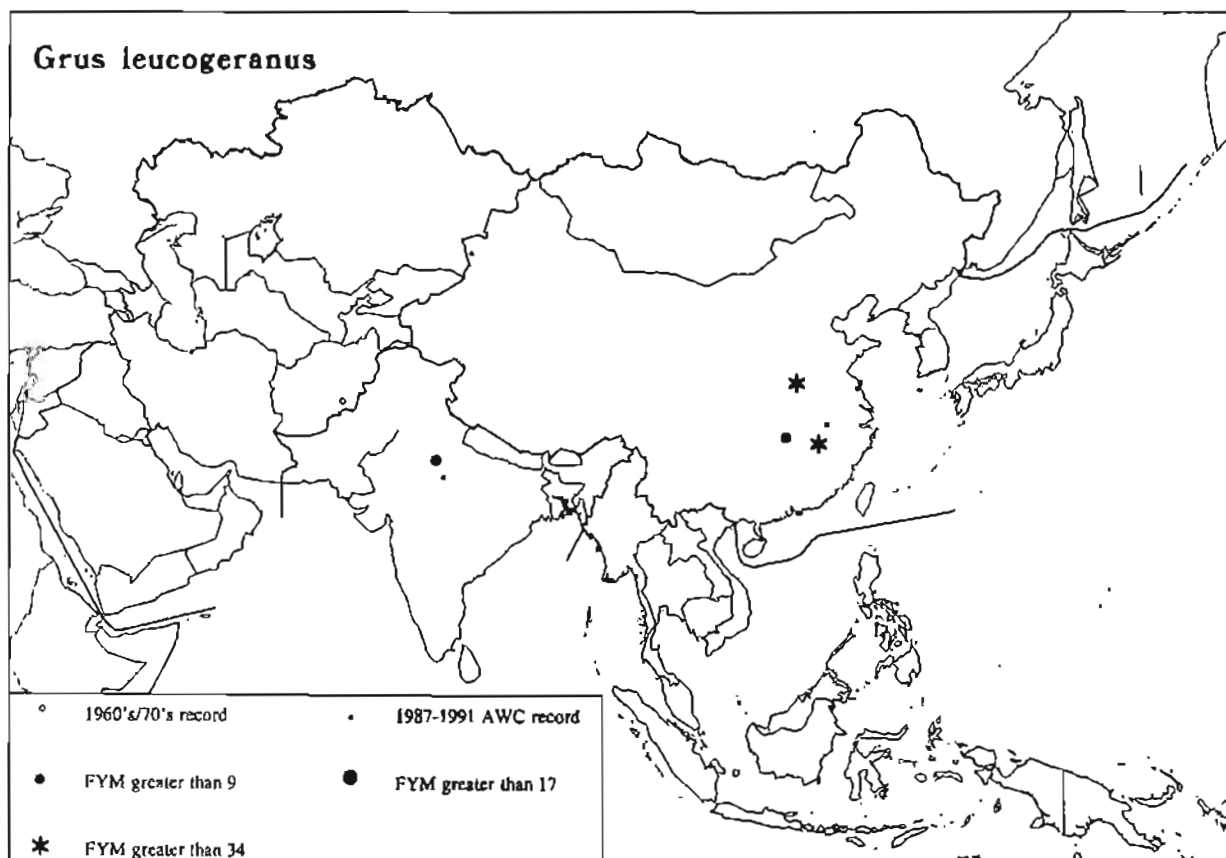 Grus leucogeranus
1960's/70's record
1987-1991 AWC record
FYM greater than 9
FYM greater than 17
FYM greater than 34